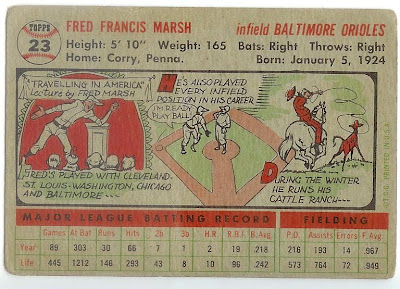 TOPPS
23
FRED FRANCIS MARSH
infield BALTIMORE ORIOLES
Height: 5' 10" Weight: 165 Bats: Right Throws: Right
Home: Corry, Penna. Born: January 5, 1924
"TRAVELLING IN AMERICA"
Lecture by FRED MARSH
FRED'S PLAYED WITH CLEVELAND-
ST. LOUIS-WASHINGTON, CHICAGO
AND BALTIMORE---
HE'S ALSO PLAYED
EVERY INFIELD
POSITION IN HIS CAREER
I'M READY
PLAY BALL!
DURING THE WINTER
HE RUNS HIS
CATTLE RANCH---
PRINTED IN U.S.A.
MAJOR LEAGUE BATTING RECORD FIELDING
Games At Bat Runs Hits 2b 3b H.R R.B.I. B.Avg. P.O. Assists Errors F.Avg.
Year 89 303 30 66 7 1 2 19 .218 216 193 14 .967
Life 445 1212 146 293 43 8 10 92 .242 573 764 72 .949